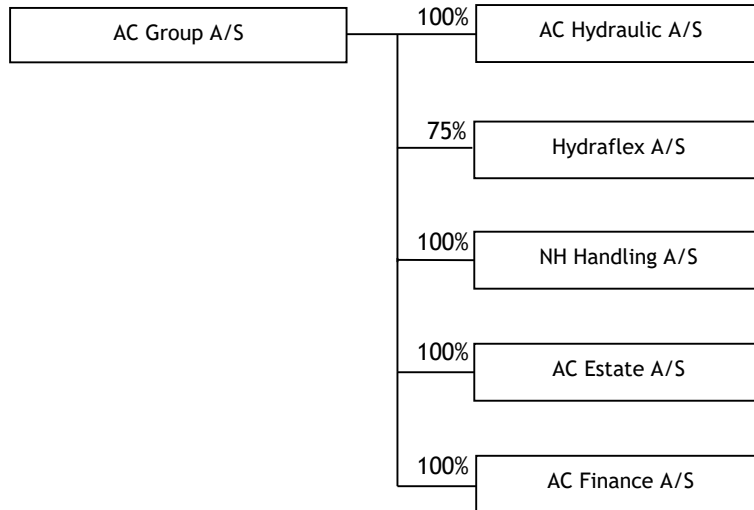 AC Group A/S
100%
AC Hydraulic A/S
75%
Hydraflex A/S
100%
NH Handling A/S
100%
AC Estate A/S
100%
AC Finance A/S